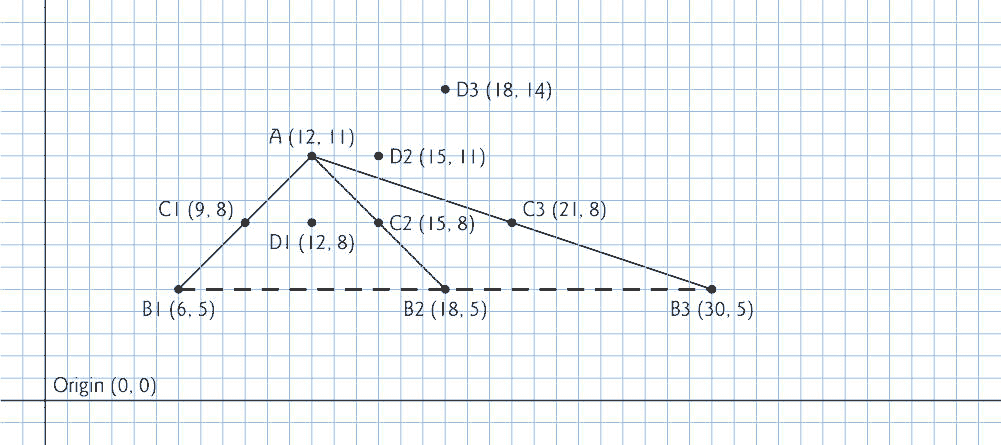 D3 (18, 14)
A (12, 11)
D2 (15, 11)
C1 (9, 8)
C3 (21, 8)
C2 (15, 8)
D1 (12, 8)
B1 (6, 5)
B2 (18, 5)
B3 (30, 5)
Origin (0, 0)